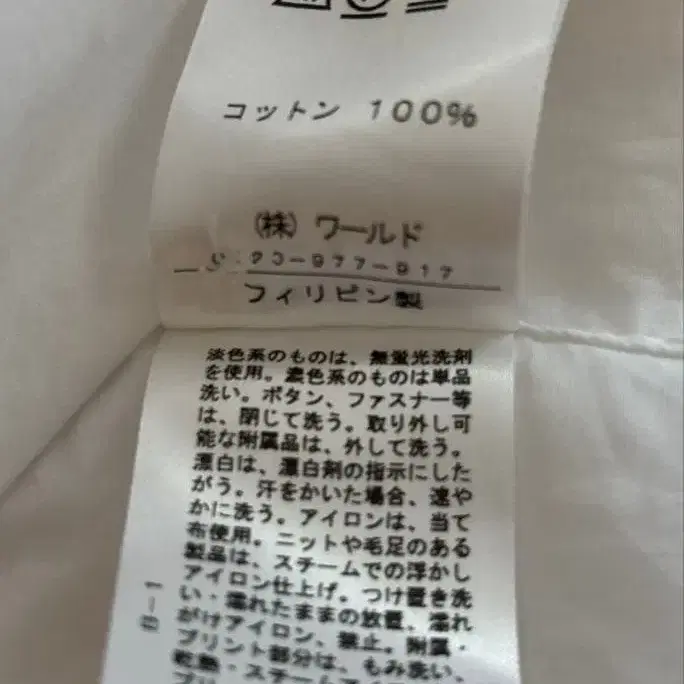 コットン 100%
(株) ワールド
フィリピン製
淡色系のものは、無蛍光洗剤
を使用。濃色系のものは単品
洗い。ボタン、ファスナー等
は、閉じて洗う。取り外し可
能な附属品は、外して洗う。
漂白は、漂白剤の指示にした
がう。汗をかいた場合、速や
かに洗う。アイロンは、当て
布使用。ニットや毛足のある
製品は、スチームでの浮かし
アイロン仕上げ。つけ置き洗
い・濡れたままの放置、濡れ
がけアイロン、禁止。附属・
プリント部分は、もみ洗い、
乾熱・スチームアイ